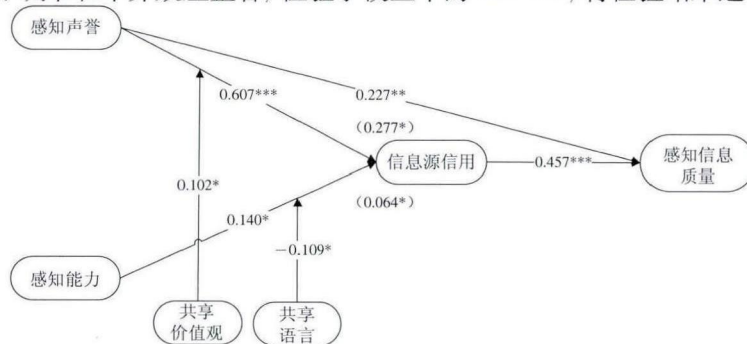 感知声誉
0.607***
0.227**
(0.277*)
信息源信用
0.457***
感知信息
质量
0.102*
0.140*
(0.064*)
-0.109*
感知能力
共享
价值观
共享
语言